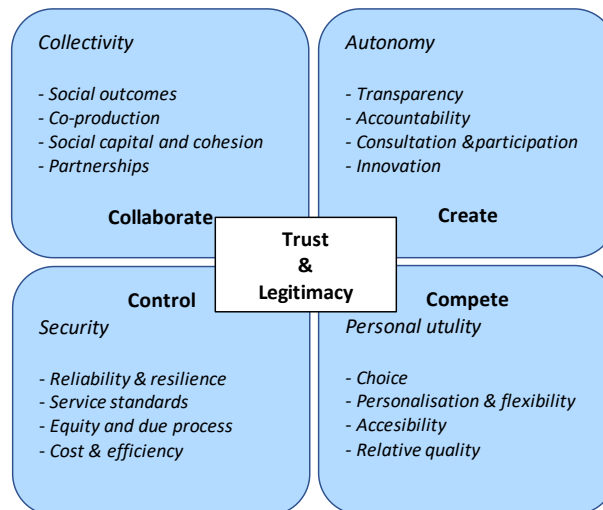 Collectivity
- Social outcomes
- Co-production
- Social capital and cohesion
- Partnerships
Collaborate
Autonomy
- Transparency
- Accountability
- Consultation &participation
- Innovation
Create
Trust
&
Legitimacy
Control
Security
- Reliability & resilience
- Service standards
- Equity and due process
- Cost & efficiency
Compete
Personal utulity
- Choice
- Personalisation & flexibility
- Accesibility
- Relative quality